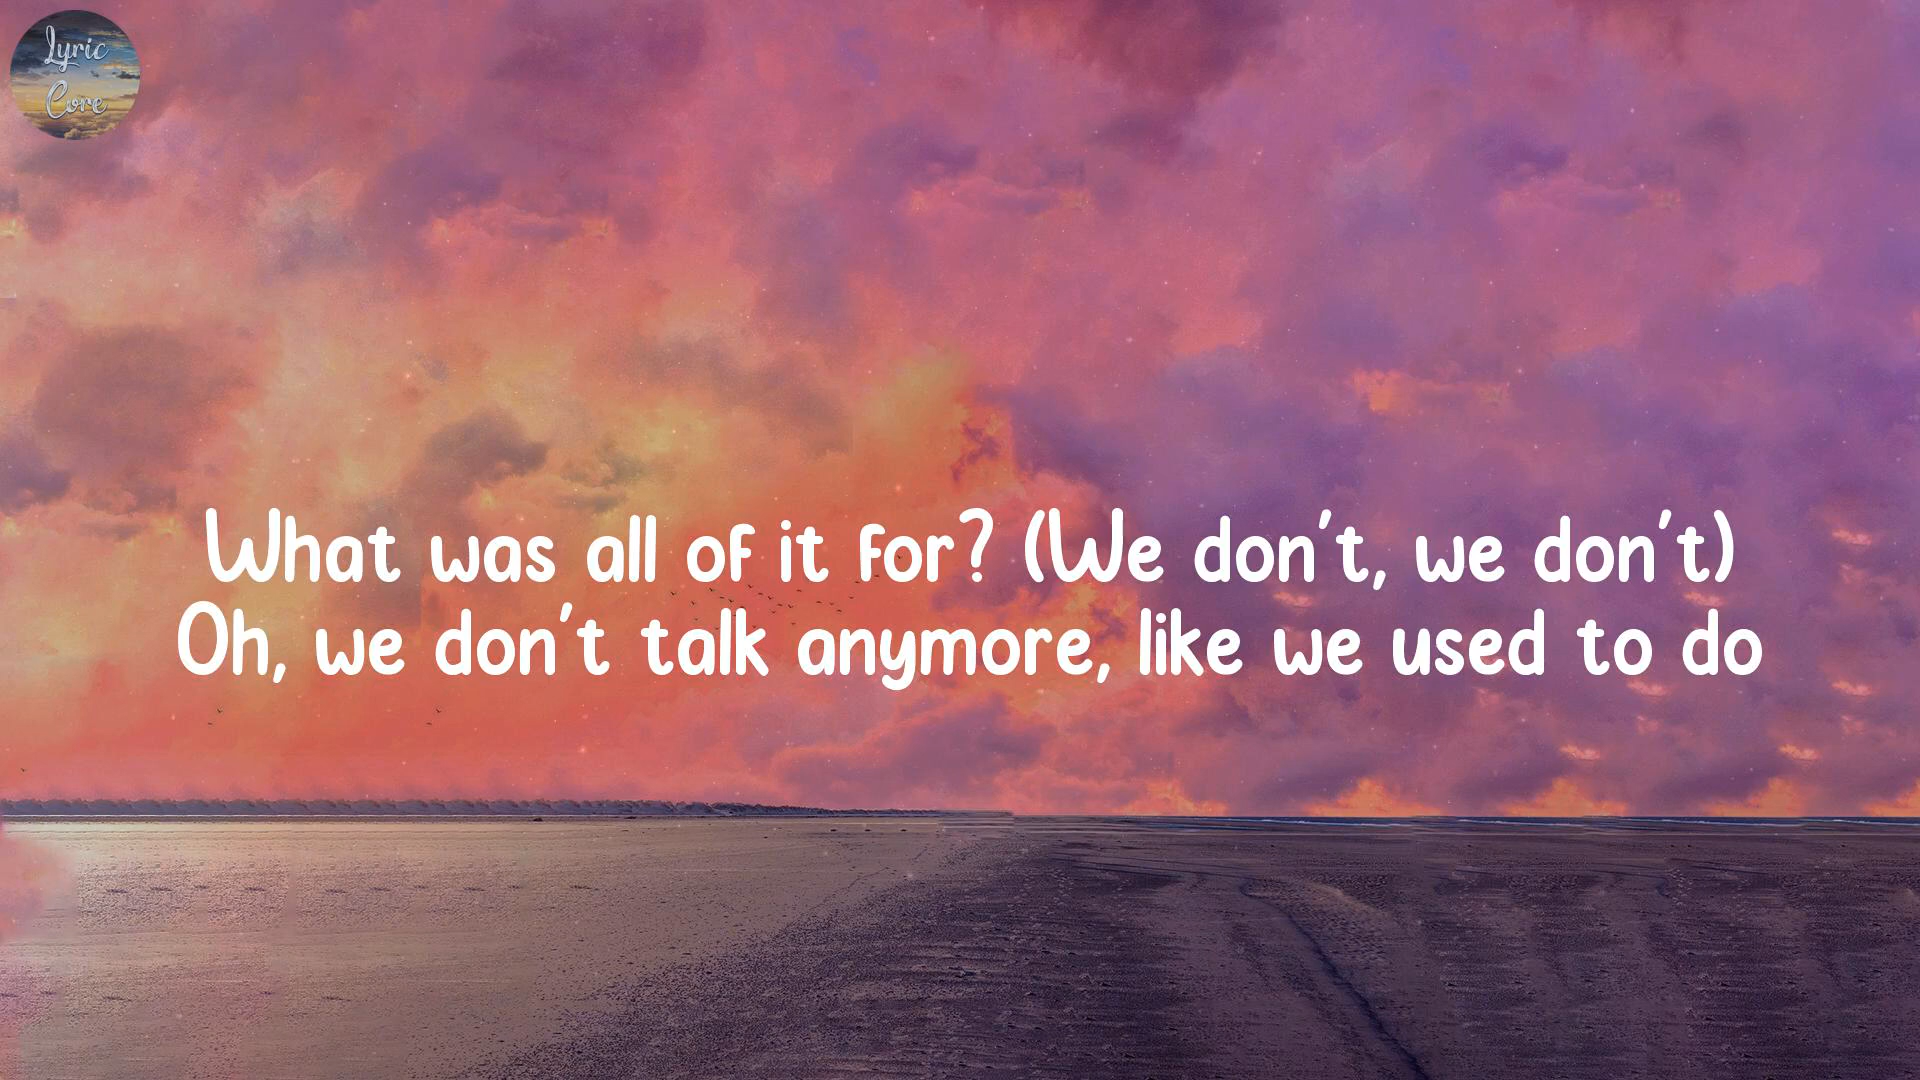 Lyric
Core
What was all of it for? (We don't, we don't)
Oh, we don't talk anymore, like we used to do